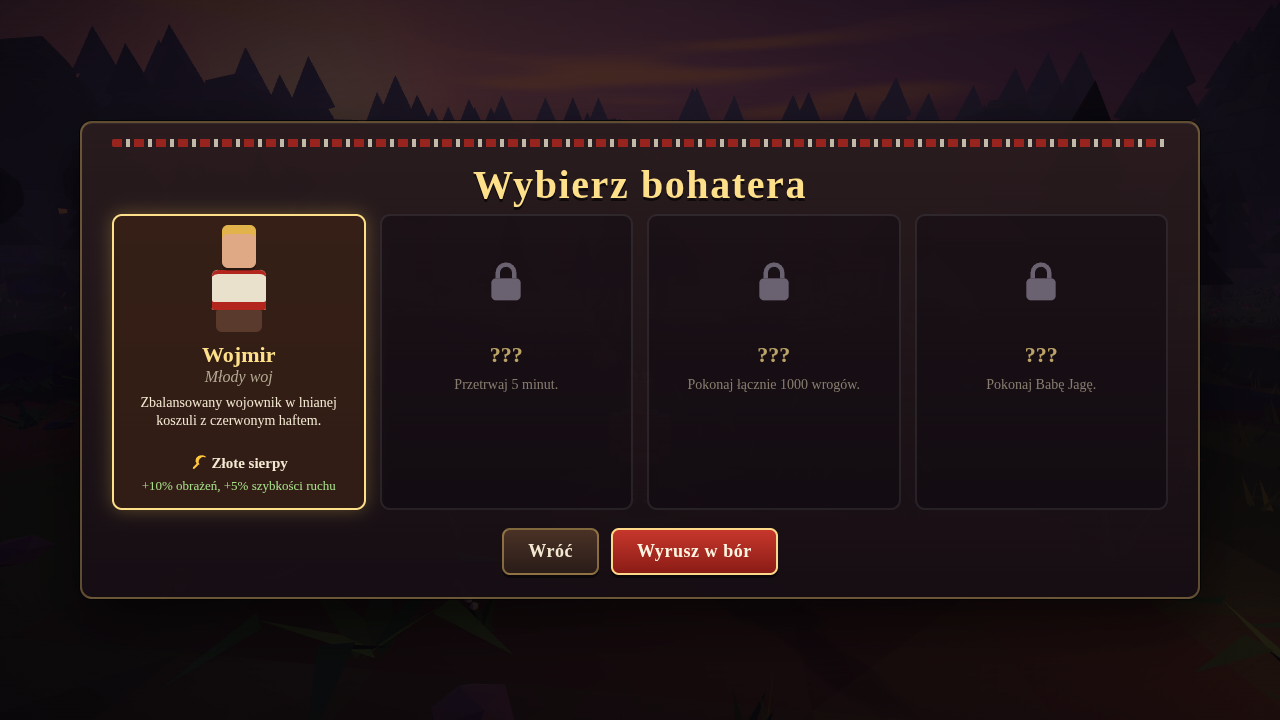 Wybierz bohatera
Wojmir
Młody woj
Zbalansowany wojownik w lnianej
koszuli z czerwonym haftem.
Złote sierpy
+10% obrażeń, +5% szybkości ruchu
???
Przetrwaj 5 minut.
???
Pokonaj łącznie 1000 wrogów.
???
Pokonaj Babę Jagę.
Wróć
Wyrusz w bór